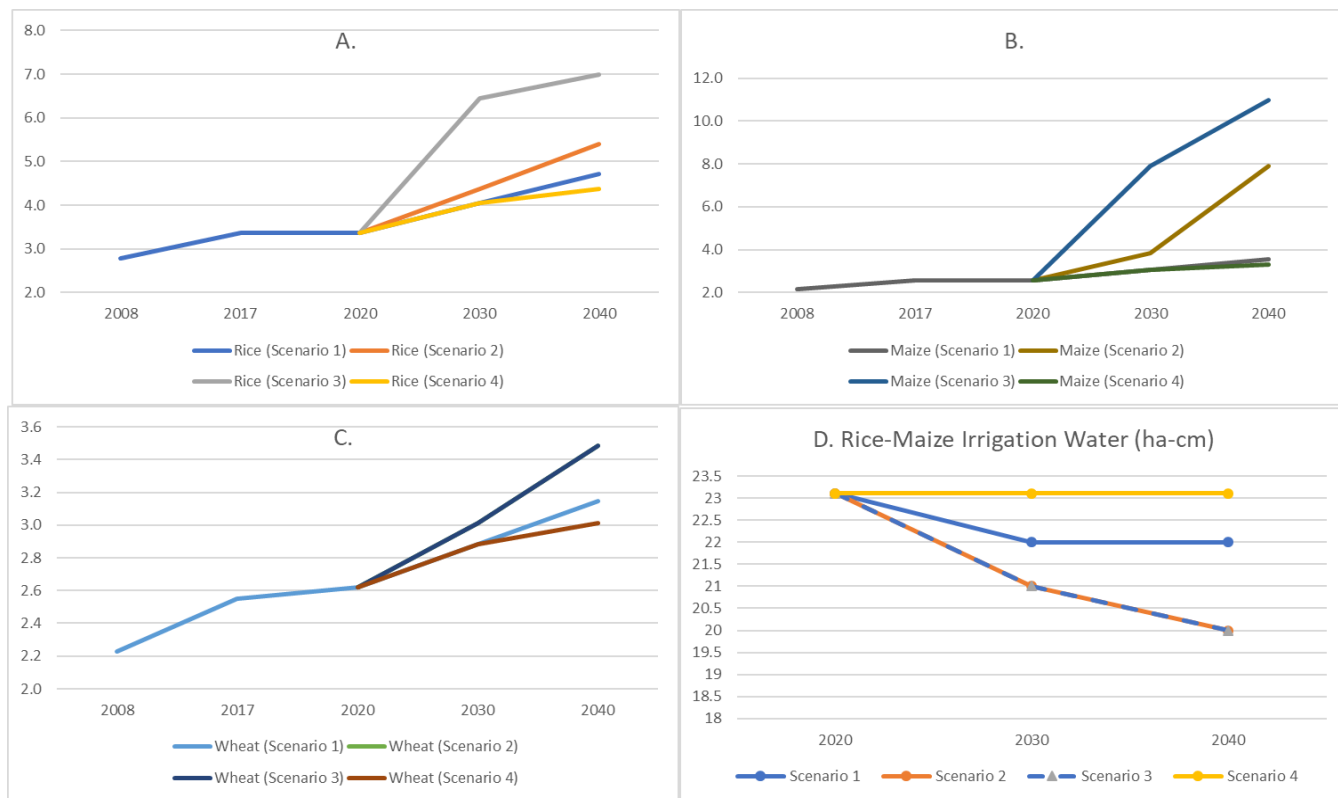 A.
8.0
7.0
6.0
5.0
4.0
3.0
2.0
2008 2017 2020 2030 2040
Rice (Scenario 1) Rice (Scenario 2)
Rice (Scenario 3) Rice (Scenario 4)
B.
12.0
10.0
8.0
6.0
4.0
2.0
2008 2017 2020 2030 2040
Maize (Scenario 1) Maize (Scenario 2)
Maize (Scenario 3) Maize (Scenario 4)
C.
3.6
3.4
3.2
3.0
2.8
2.6
2.4
2.2
2.0
2008 2017 2020 2030 2040
Wheat (Scenario 1) Wheat (Scenario 2)
Wheat (Scenario 3) Wheat (Scenario 4)
D. Rice-Maize Irrigation Water (ha-cm)
23.5
23
22.5
22
21.5
21
20.5
20
19.5
19
18.5
18
2020 2030 2040
Scenario 1 Scenario 2 Scenario 3 Scenario 4